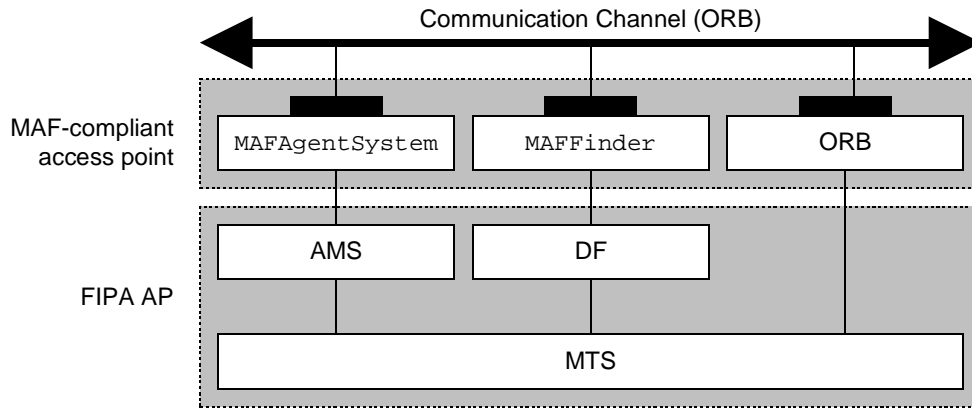 Communication Channel (ORB)
MAF-compliant
access point
MAFAgentSystem
MAFFinder
ORB
AMS
DF
FIPA AP
MTS